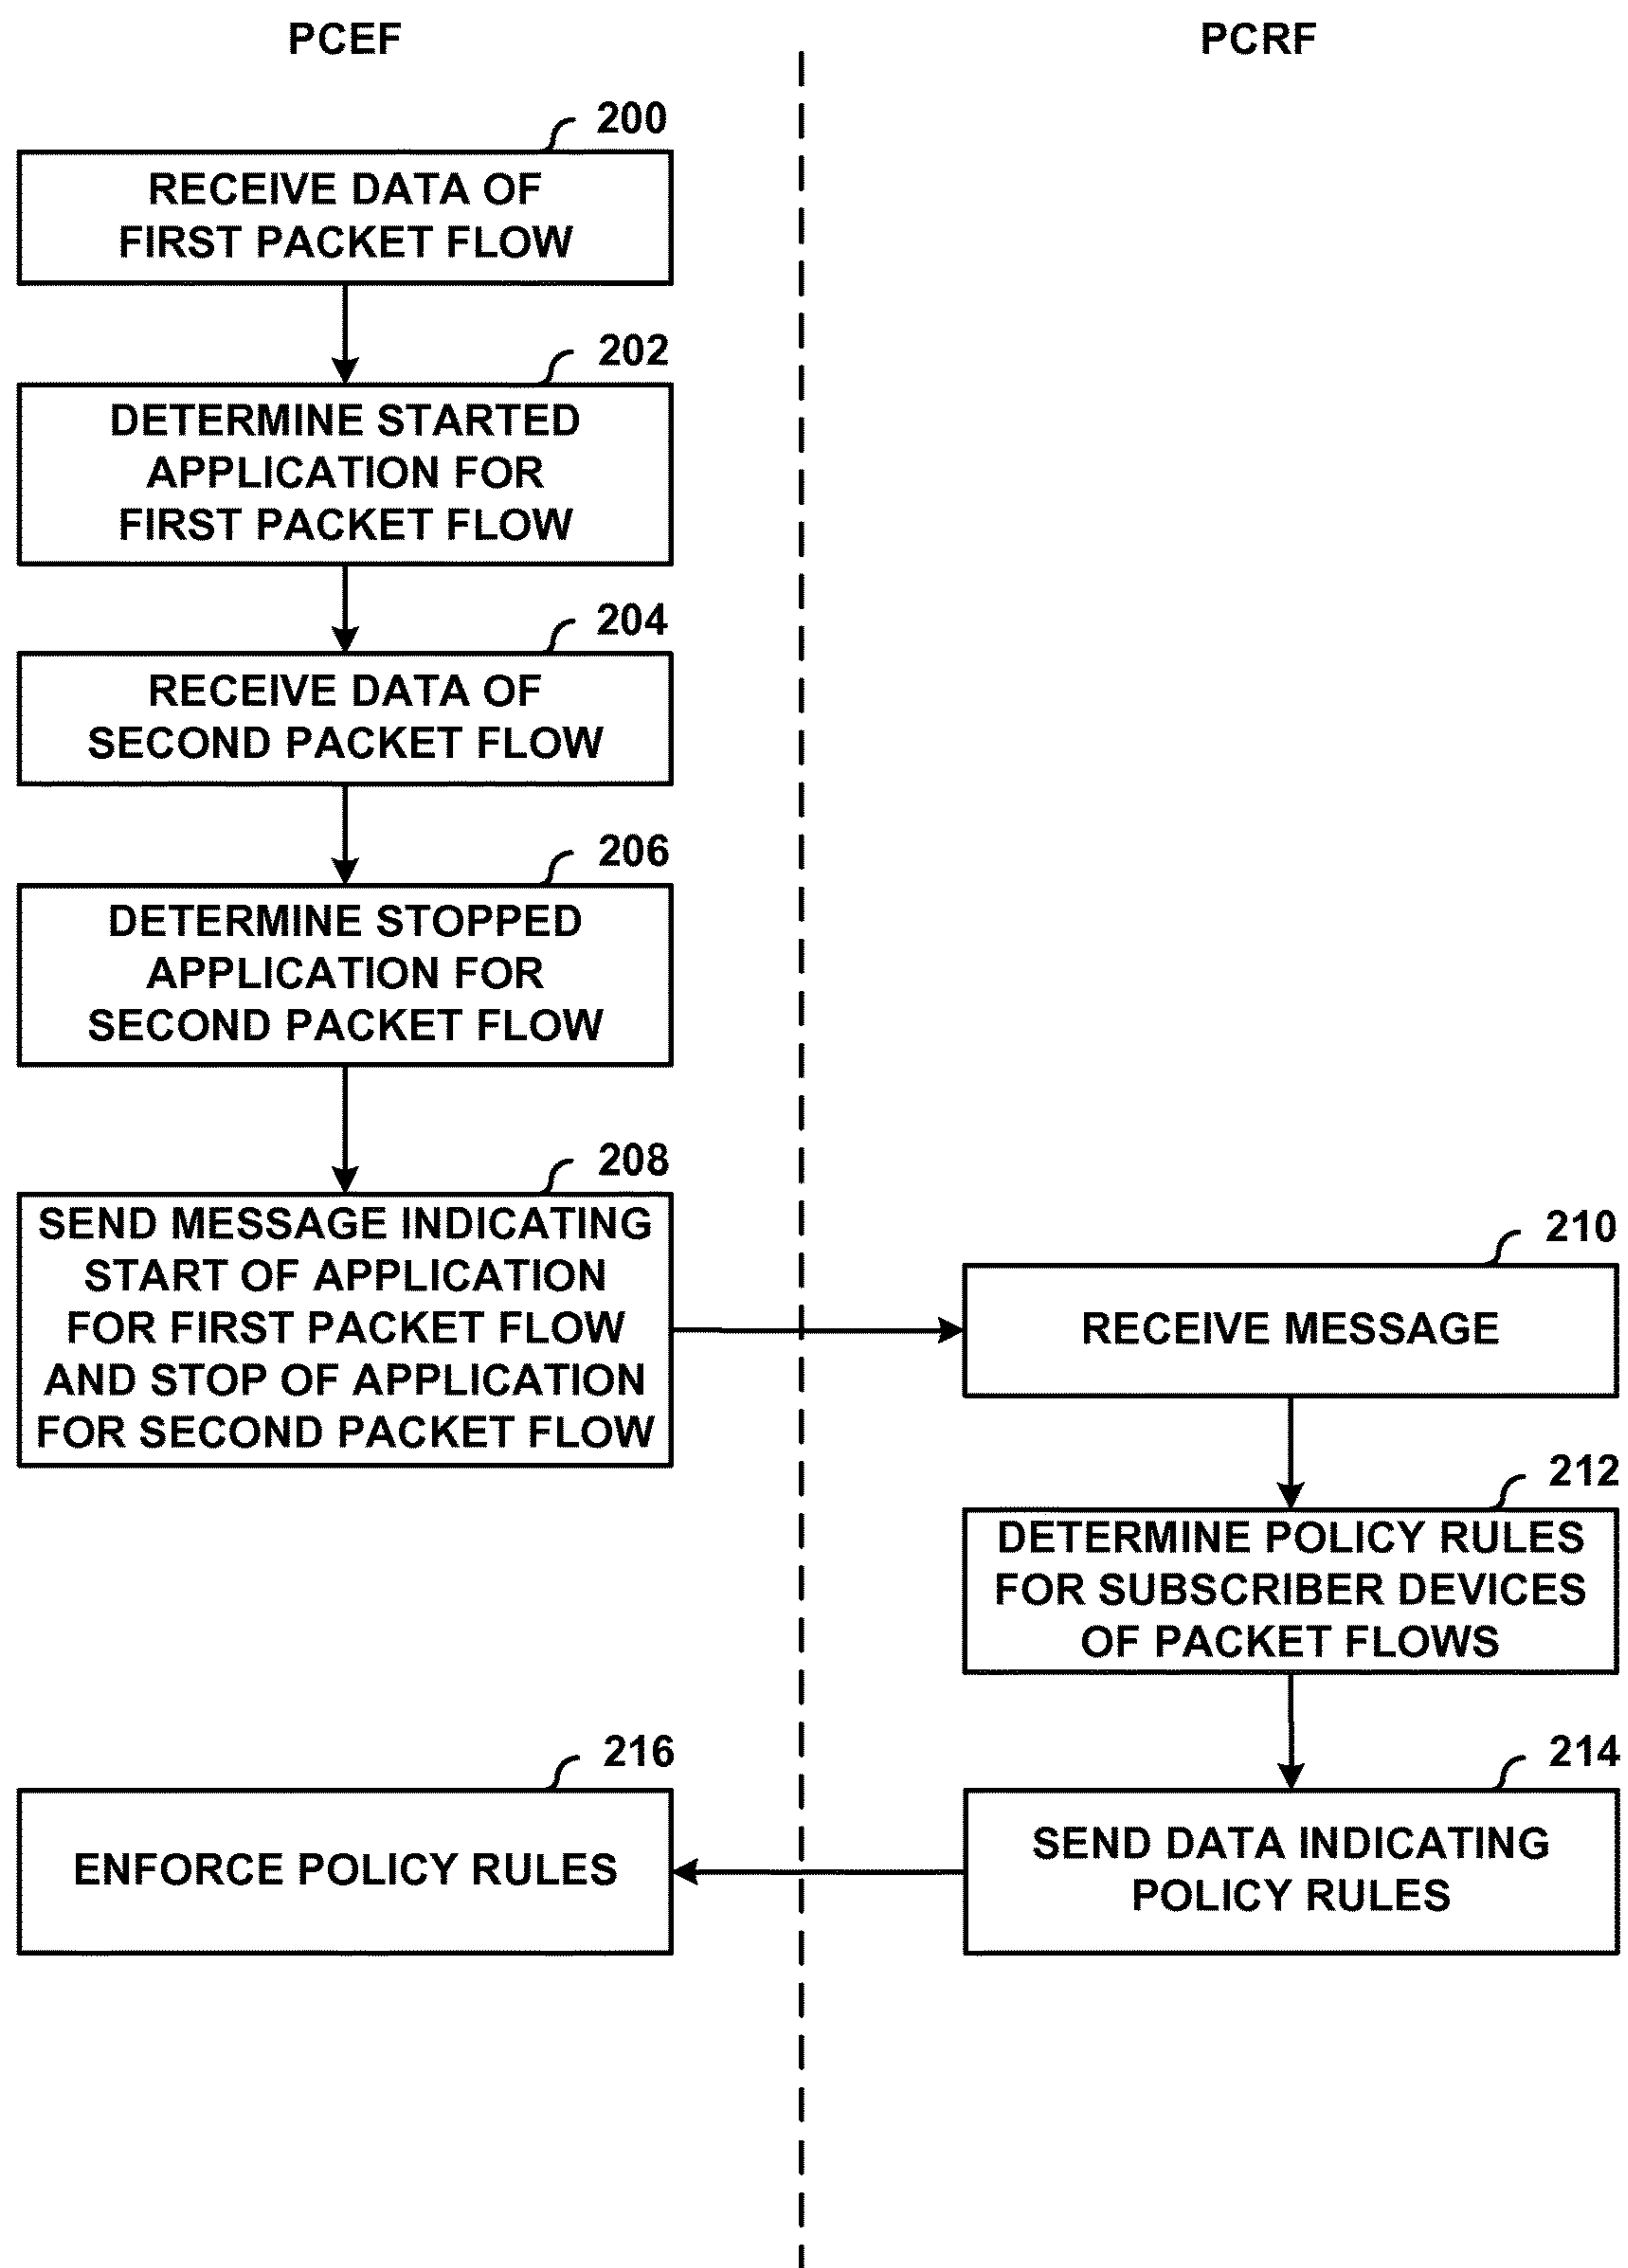 PCEF
PCRF
200
RECEIVE DATA OF
FIRST PACKET FLOW
202
DETERMINE STARTED
APPLICATION FOR
FIRST PACKET FLOW
204
RECEIVE DATA OF
SECOND PACKET FLOW
206
DETERMINE STOPPED
APPLICATION FOR
SECOND PACKET FLOW
208
SEND MESSAGE INDICATING
START OF APPLICATION
FOR FIRST PACKET FLOW
AND STOP OF APPLICATION
FOR SECOND PACKET FLOW
210
RECEIVE MESSAGE
212
DETERMINE POLICY RULES
FOR SUBSCRIBER DEVICES
OF PACKET FLOWS
214
SEND DATA INDICATING
POLICY RULES
216
ENFORCE POLICY RULES